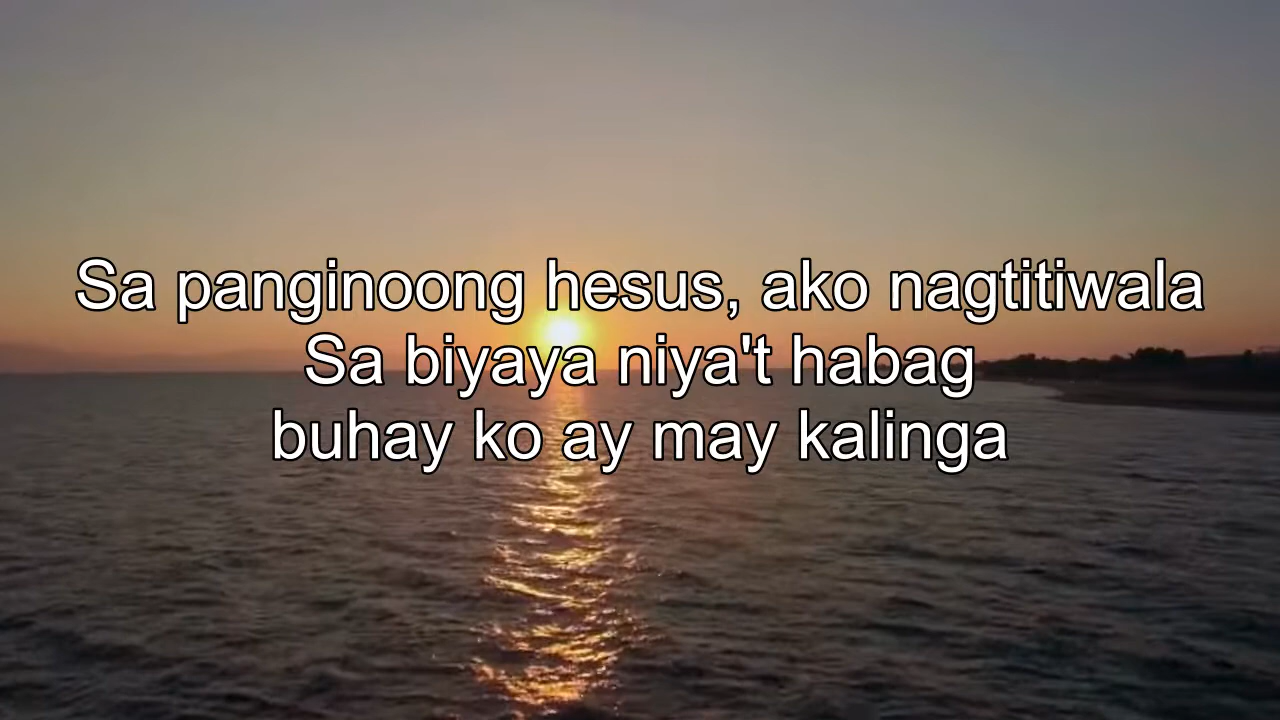 Sa panginoong hesus, ako nagtitiwala
Sa biyaya niya't habag
buhay ko ay may kalinga